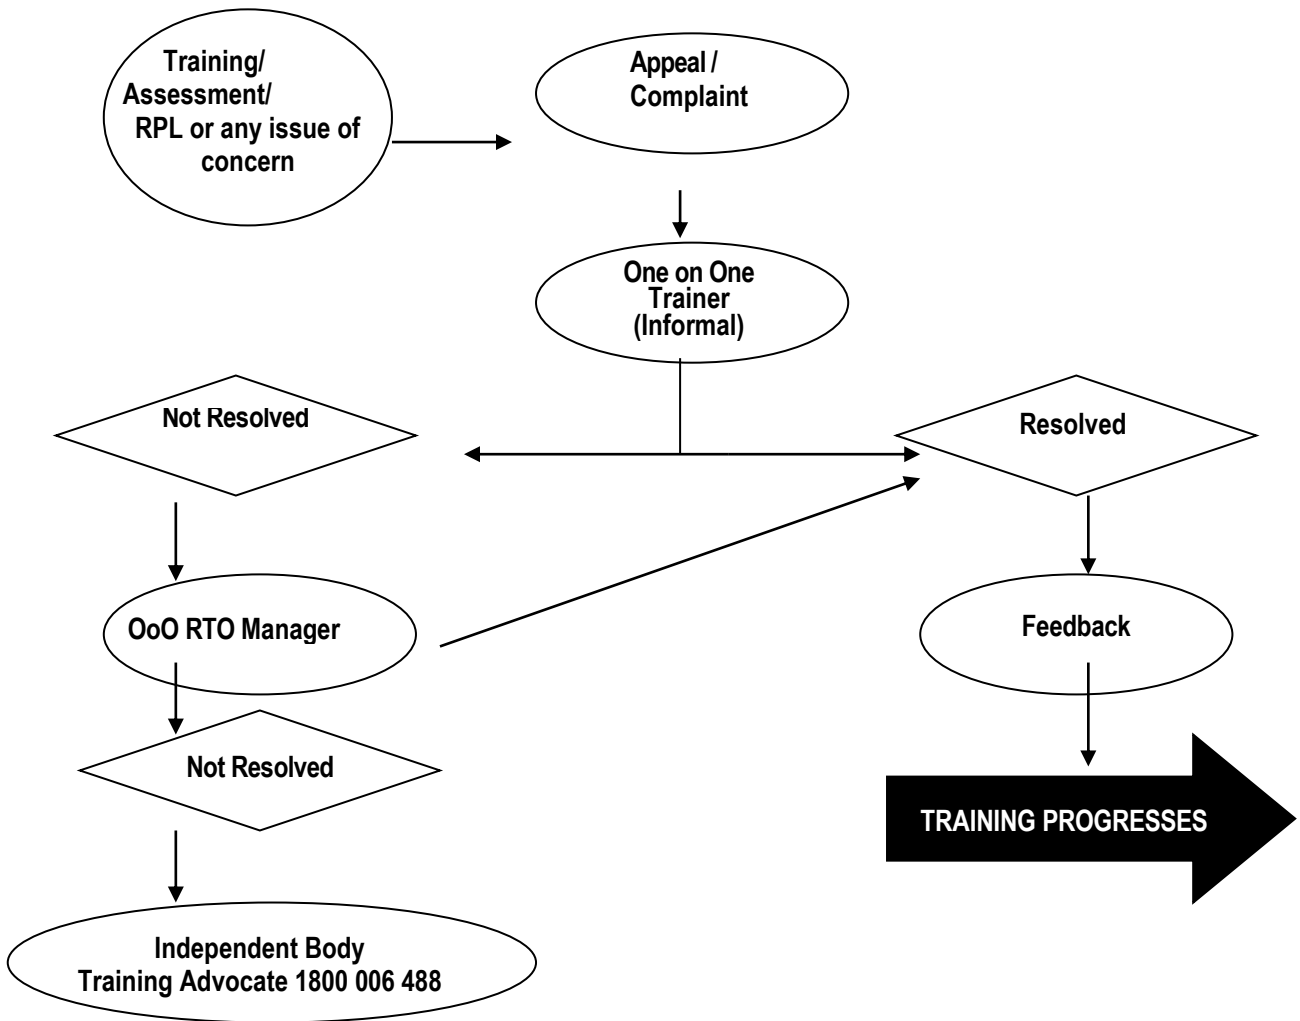 Training/
Assessment/
RPL or any issue of
concern
Appeal /
Complaint
One on One
Trainer
(Informal)
Not Resolved
Resolved
OoO RTO Manager
Feedback
Not Resolved
TRAINING PROGRESSES
Independent Body
Training Advocate 1800 006 488